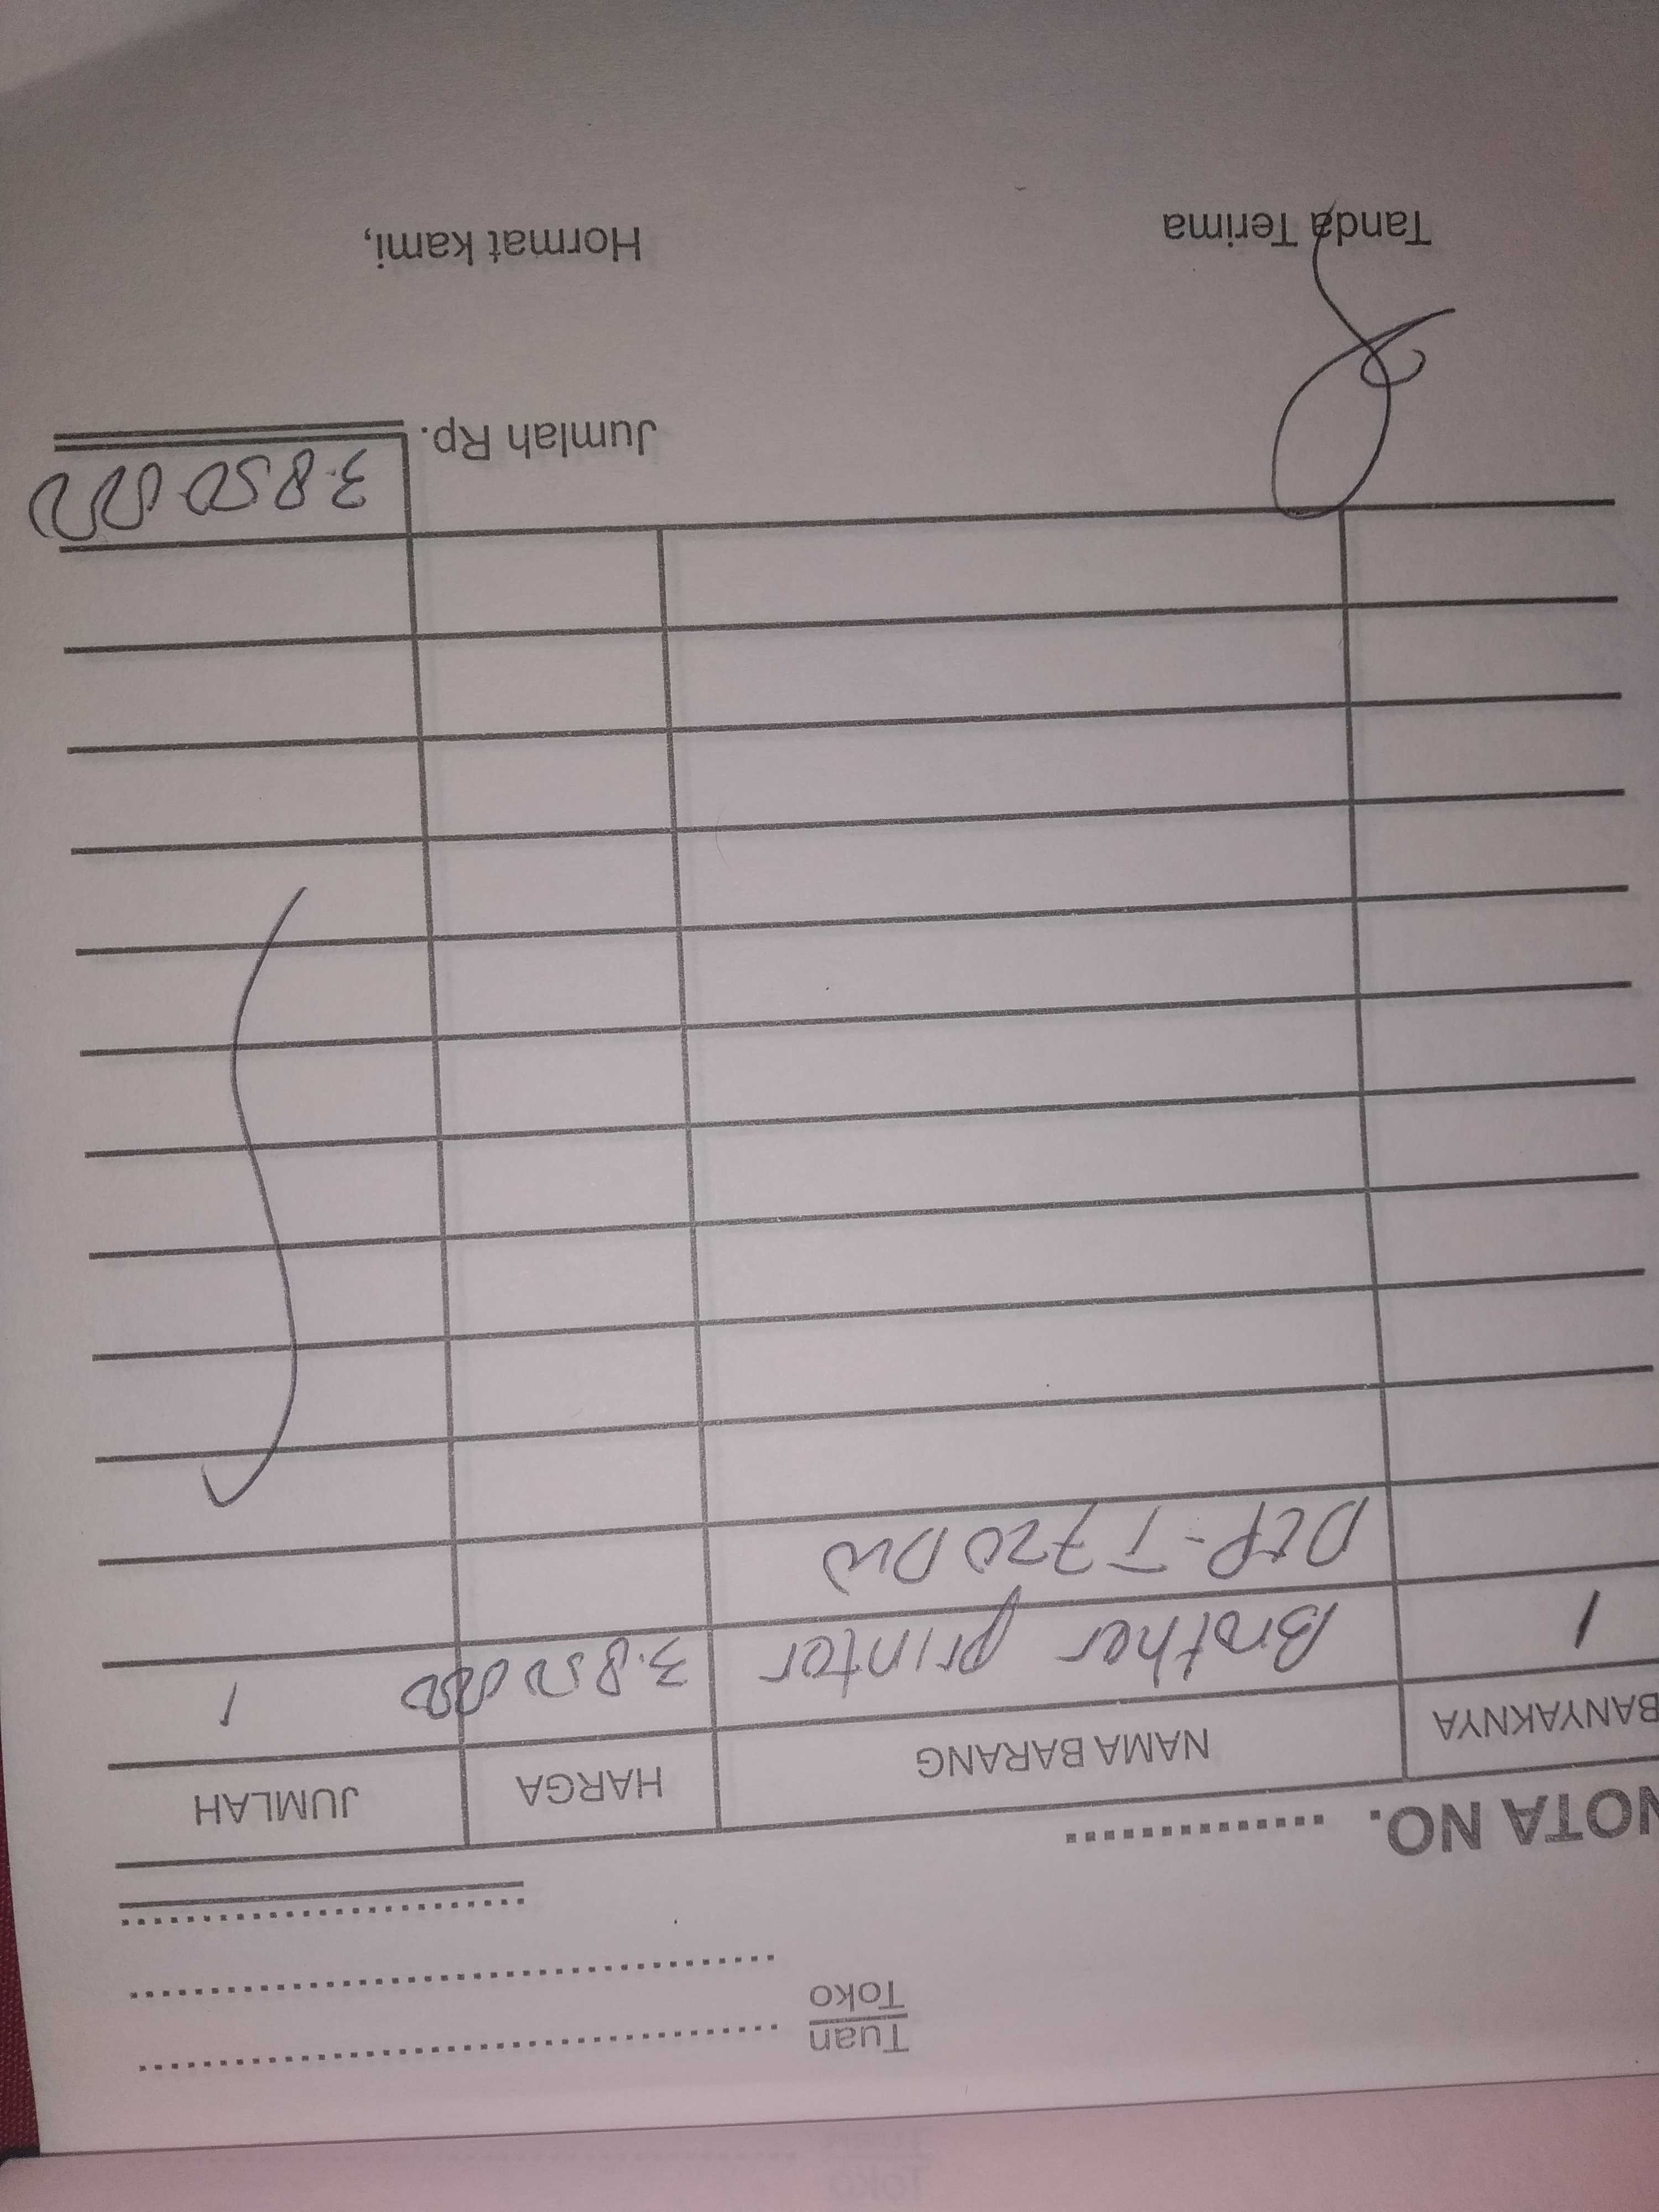 Tuan
Toko
NOTA NO.
BANYAKNYA NAMA BARANG HARGA JUMLAH
1 Brother printer 3.850.000 1
DCP-T720DW
Jumlah Rp. 3.850.000
Tanda Terima Hormat kami,